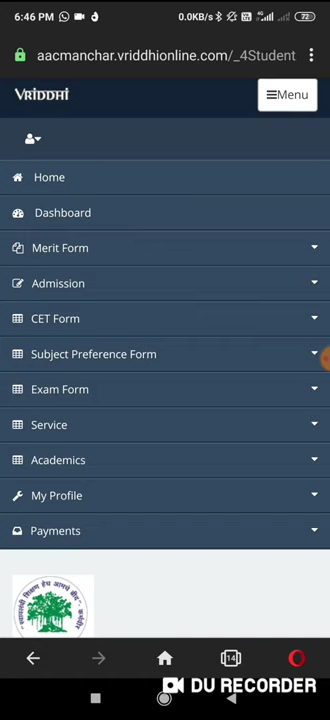 6:46 PM 0.0KB/s 4G 72
aacmanchar.vriddhionline.com/_4Student
VRIDDHI
Menu
Home
Dashboard
Merit Form
Admission
CET Form
Subject Preference Form
Exam Form
Service
Academics
My Profile
Payments
14
DU RECORDER